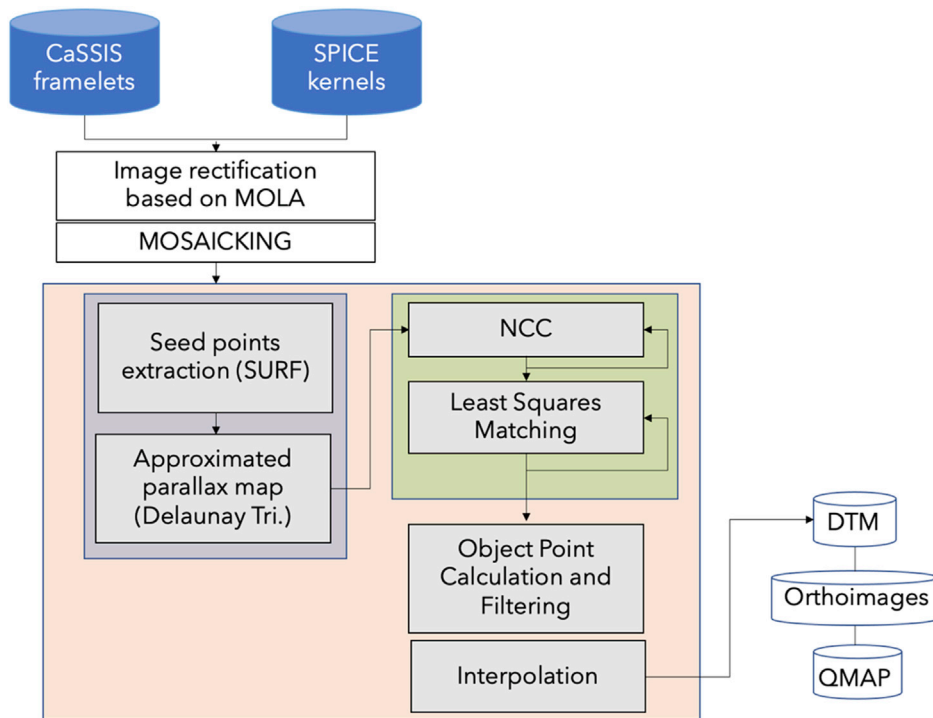 CaSSIS
framelets
SPICE
kernels
Image rectification
based on MOLA
MOSAICKING
Seed points
extraction (SURF)
Approximated
parallax map
(Delaunay Tri.)
NCC
Least Squares
Matching
Object Point
Calculation and
Filtering
Interpolation
DTM
Orthoimages
QMAP